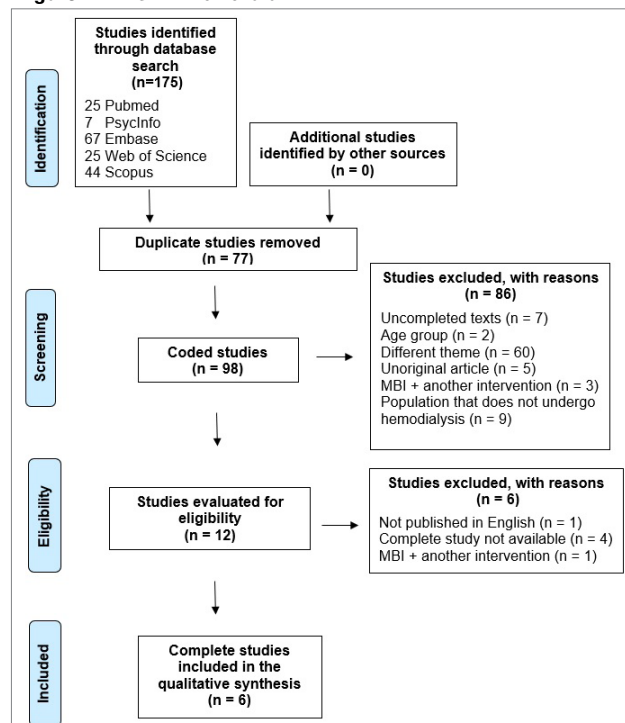 Studies identified
through database
search
(n=175)
25 Pubmed
7 PsycInfo
67 Embase
25 Web of Science
44 Scopus
Additional studies
identified by other sources
(n = 0)
Identification
Duplicate studies removed
(n = 77)
Screening
Coded studies
(n = 98)
Studies excluded, with reasons
(n = 86)
Uncompleted texts (n = 7)
Age group (n = 2)
Different theme (n = 60)
Unoriginal article (n = 5)
MBI + another intervention (n = 3)
Population that does not undergo
hemodialysis (n = 9)
Eligibility
Studies evaluated for
eligibility
(n = 12)
Studies excluded, with reasons
(n = 6)
Not published in English (n = 1)
Complete study not available (n = 4)
MBI + another intervention (n = 1)
Included
Complete studies
included in the
qualitative synthesis
(n = 6)